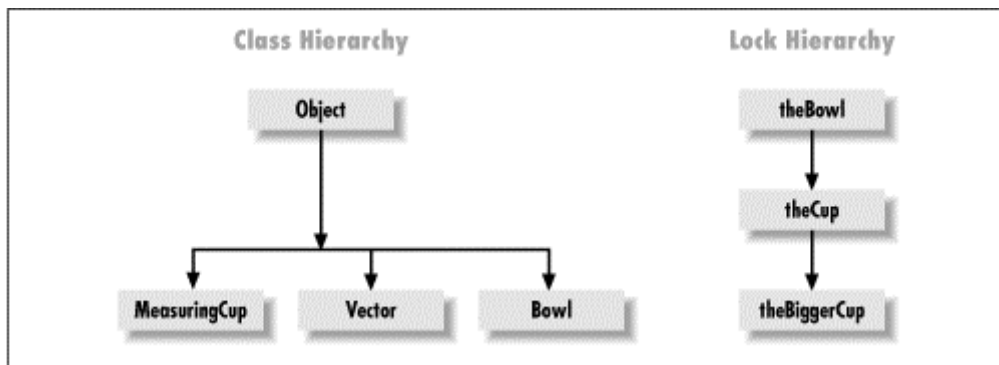 Class Hierarchy
Lock Hierarchy
Object
theBowl
theCup
MeasuringCup
Vector
Bowl
theBiggerCup